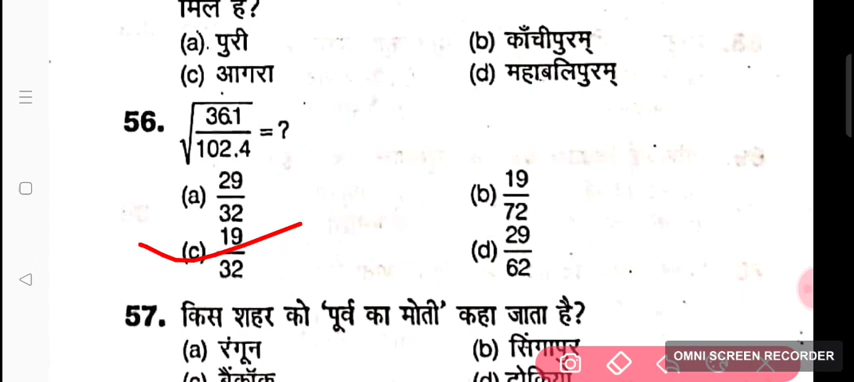 मिले हैं?
(a). पुरी (b) काँचीपुरम्
(c) आगरा (d) महाबलिपुरम्
56. √(36.1/102.4) = ?
(a) 29/32 (b) 19/72
(c) 19/32 (d) 29/62
57. किस शहर को ‘पूर्व का मोती’ कहा जाता है?
(a) रंगून (b) सिंगापुर
(c) बैंकॉक (d) टोकियो
OMNI SCREEN RECORDER